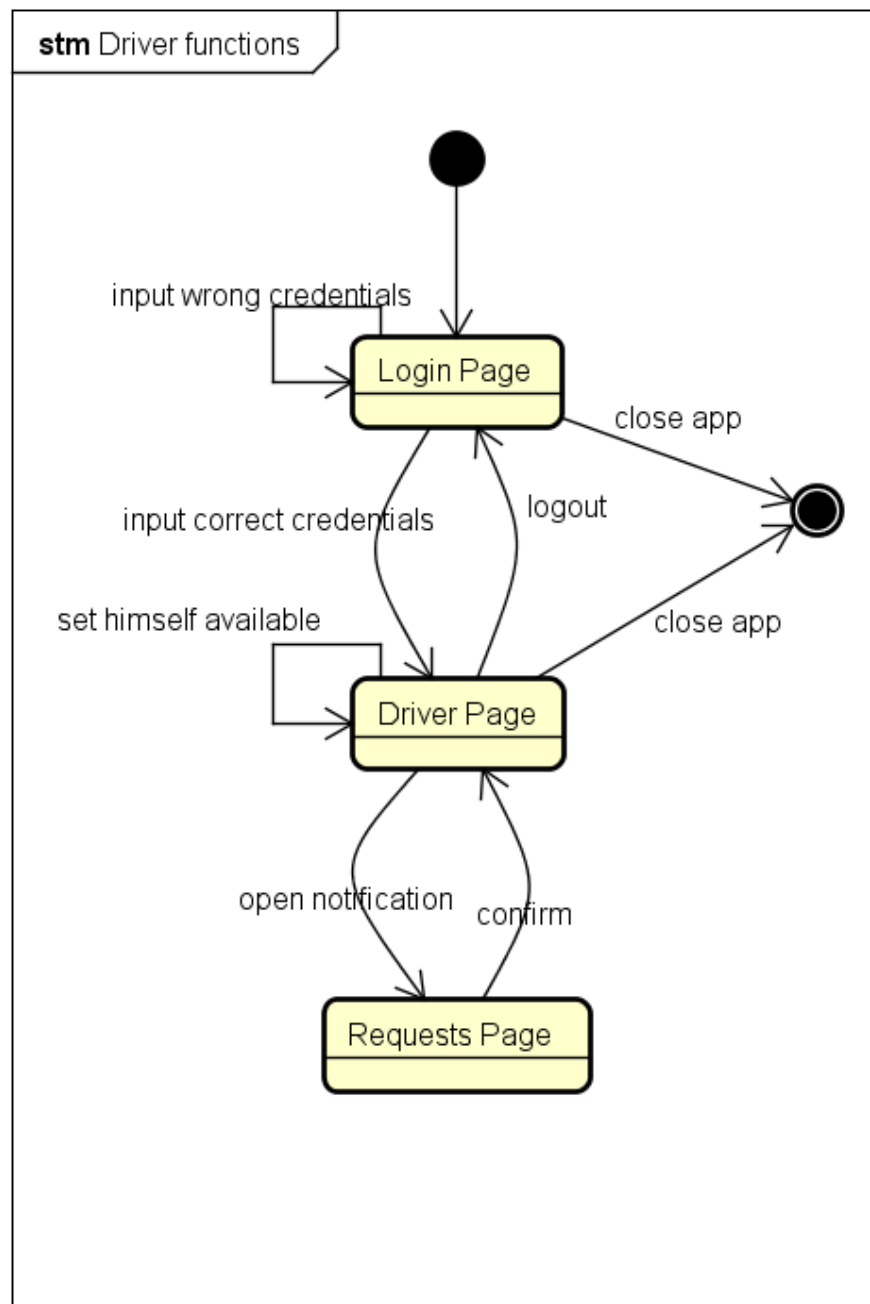 stm Driver functions
input wrong credentials
Login Page
close app
input correct credentials
logout
set himself available
close app
Driver Page
open notification
confirm
Requests Page